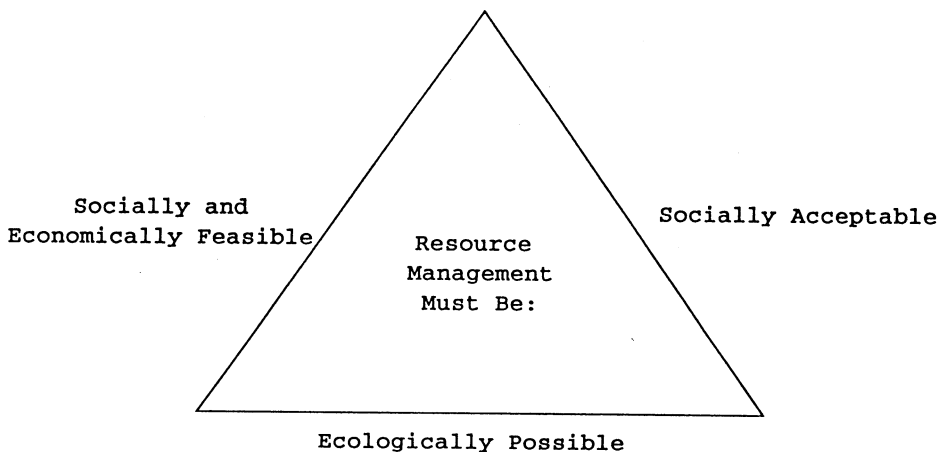 Socially and
Economically Feasible
Socially Acceptable
Resource
Management
Must Be:
Ecologically Possible